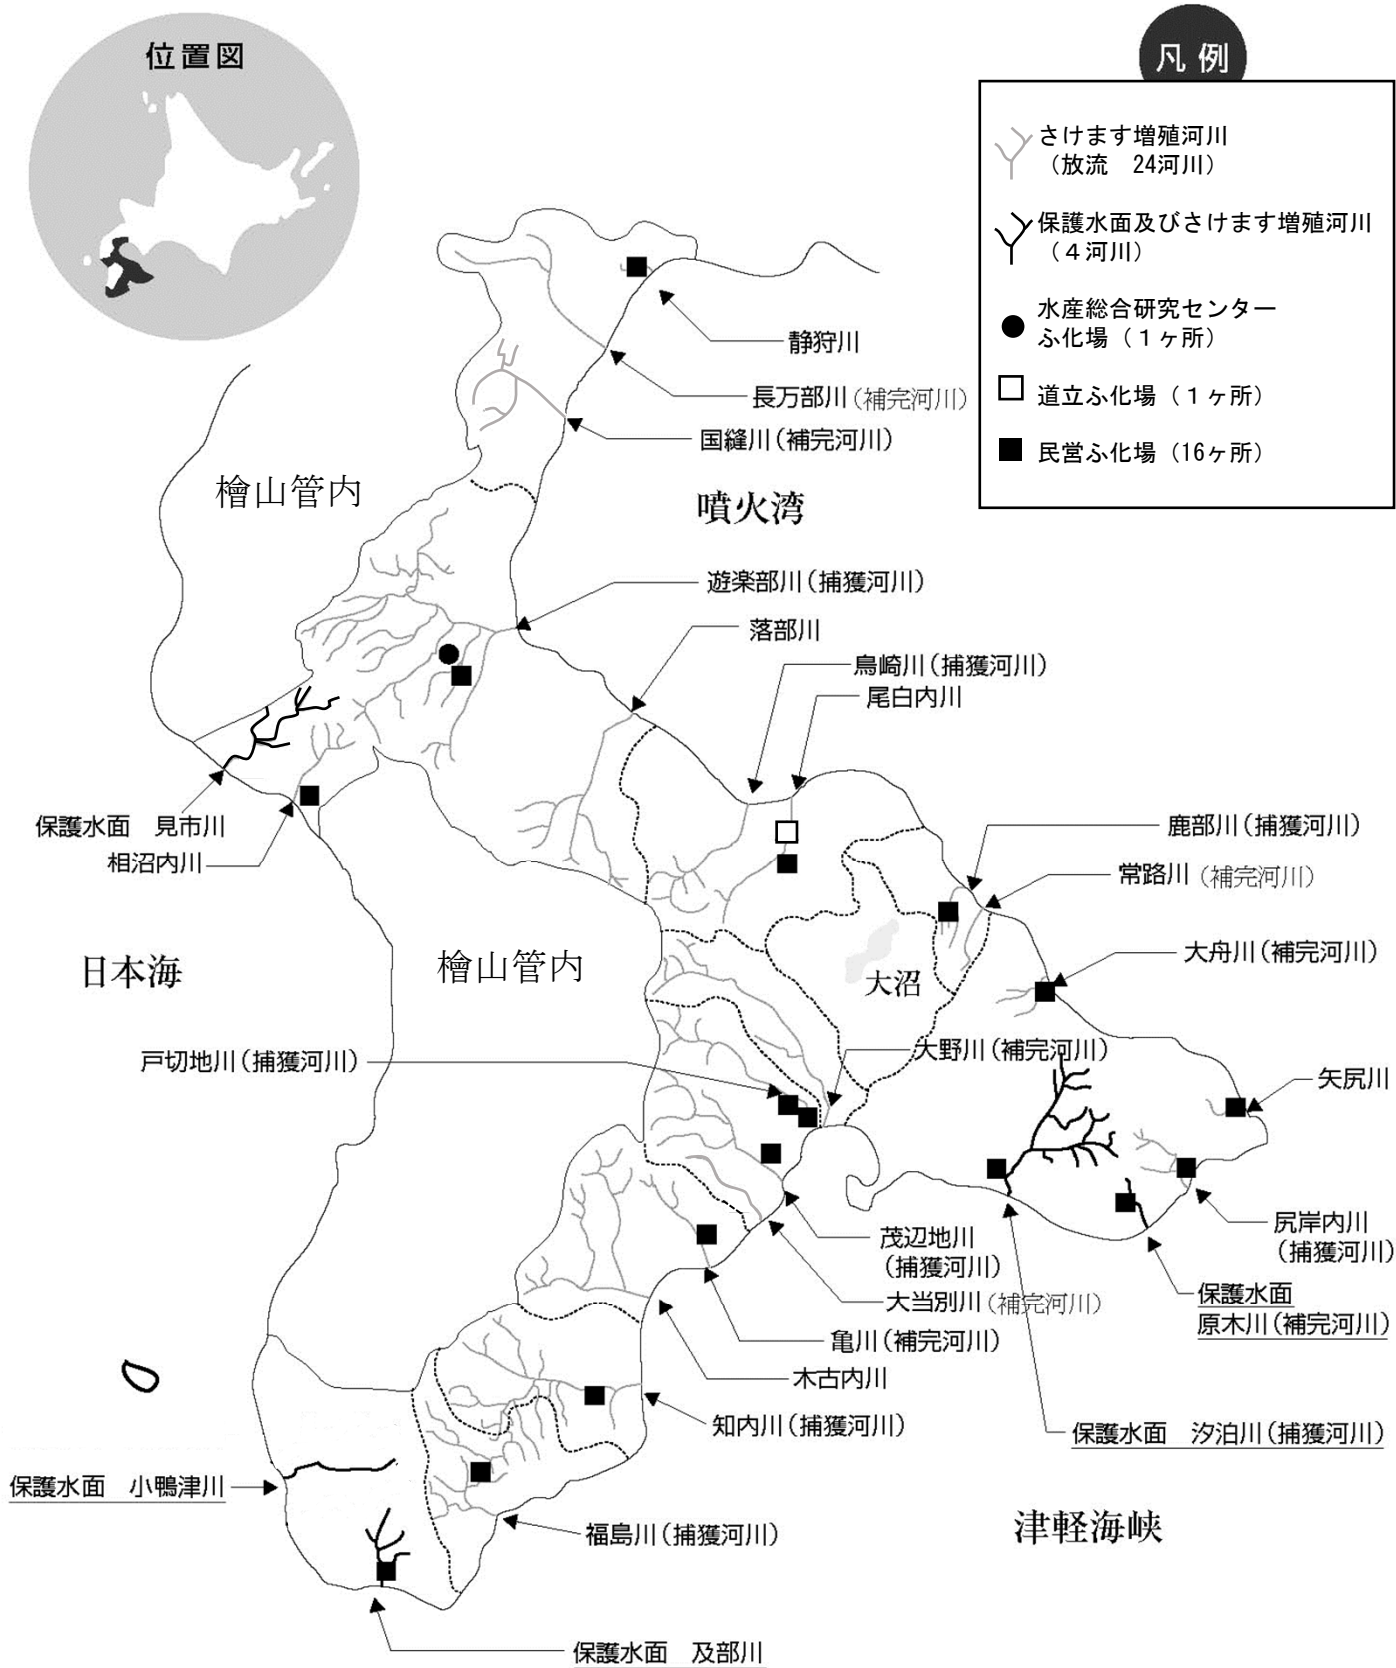 位置図
凡例
さけます増殖河川
（放流　24河川）
保護水面及びさけます増殖河川
（４河川）
水産総合研究センター
ふ化場（１ヶ所）
道立ふ化場（１ヶ所）
民営ふ化場（16ヶ所）
静狩川
長万部川（補完河川）
国縫川（補完河川）
檜山管内
噴火湾
遊楽部川（捕獲河川）
落部川
鳥崎川（捕獲河川）
尾白内川
保護水面　見市川
相沼内川
鹿部川（捕獲河川）
常路川（補完河川）
日本海
檜山管内
大沼
大舟川（補完河川）
戸切地川（捕獲河川）
大野川（補完河川）
矢尻川
茂辺地川
（捕獲河川）
尻岸内川
（捕獲河川）
大当別川（補完河川）
保護水面
原木川（補完河川）
亀川（補完河川）
木古内川
知内川（捕獲河川）
保護水面　汐泊川（捕獲河川）
保護水面　小鴨津川
福島川（捕獲河川）
津軽海峡
保護水面　及部川